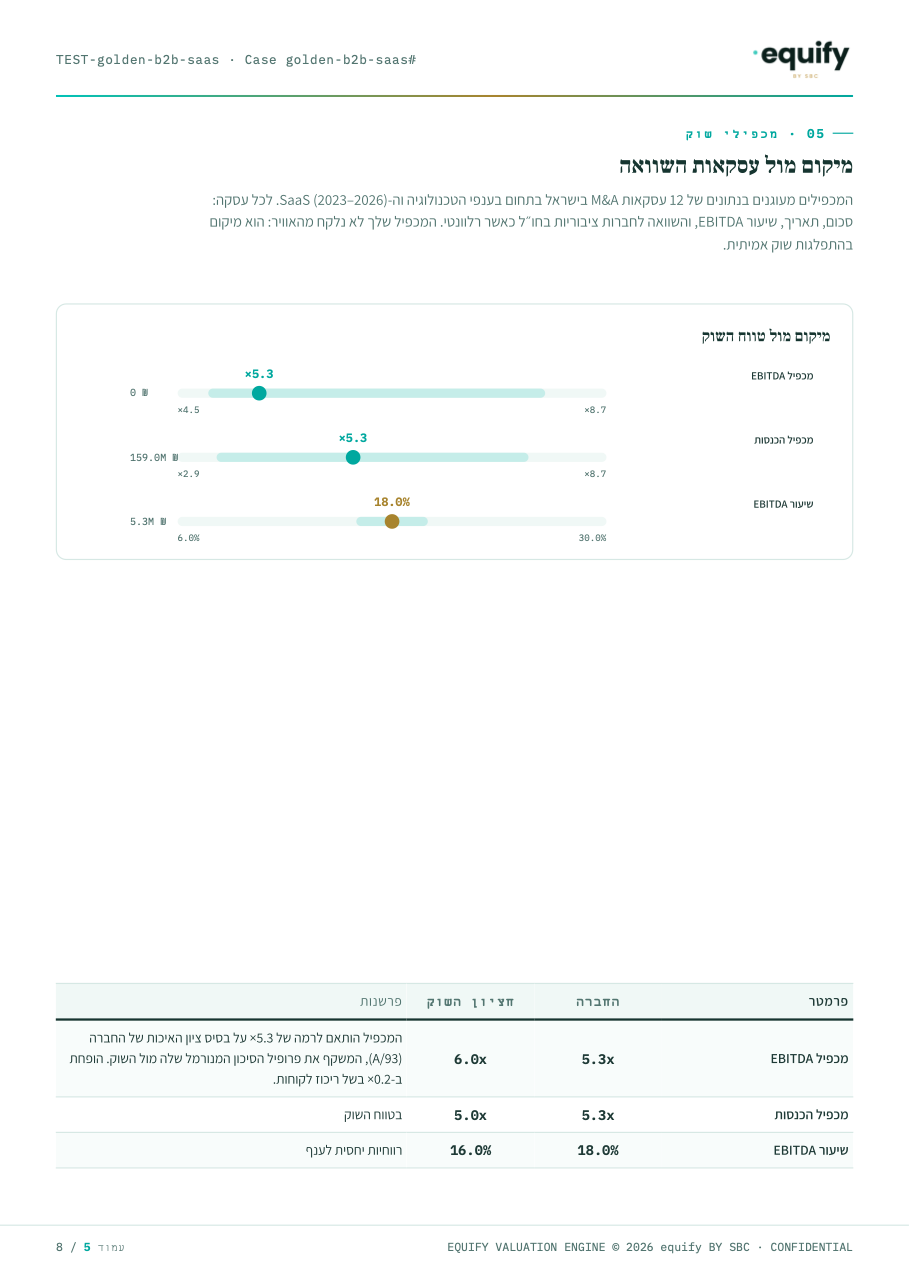 TEST-golden-b2b-saas · Case golden-b2b-saas#
equify
BY SBC
05 · מכפילי שוק
מיקום מול עסקאות השוואה
המכפילים מעוגנים בנתונים של 12 עסקאות M&A בישראל בתחום בענפי הטכנולוגיה וה-SaaS (2023–2026). לכל עסקה:
סכום, תאריך, שיעור EBITDA, והשוואה לחברות ציבוריות בחו״ל כאשר רלוונטי. המכפיל שלך לא נלקח מהאוויר: הוא מיקום
בהתפלגות שוק אמיתית.
מיקום מול טווח השוק
מכפיל EBITDA
×5.3
0 ₪
×4.5
×8.7
מכפיל הכנסות
×5.3
159.0M ₪
×2.9
×8.7
שיעור EBITDA
18.0%
5.3M ₪
6.0%
30.0%
פרמטר החברה חציון השוק פרשנות
מכפיל EBITDA 5.3x 6.0x
המכפיל הותאם לרמה של 5.3× על בסיס ציון האיכות של החברה
(A/93), המשקף את פרופיל הסיכון המנורמל שלה מול השוק. הופחת
ב-0.2× בשל ריכוז לקוחות.
מכפיל הכנסות 5.3x 5.0x בטווח השוק
שיעור EBITDA 18.0% 16.0% רווחיות יחסית לענף
EQUIFY VALUATION ENGINE © 2026 equify BY SBC · CONFIDENTIAL
עמוד 5 / 8